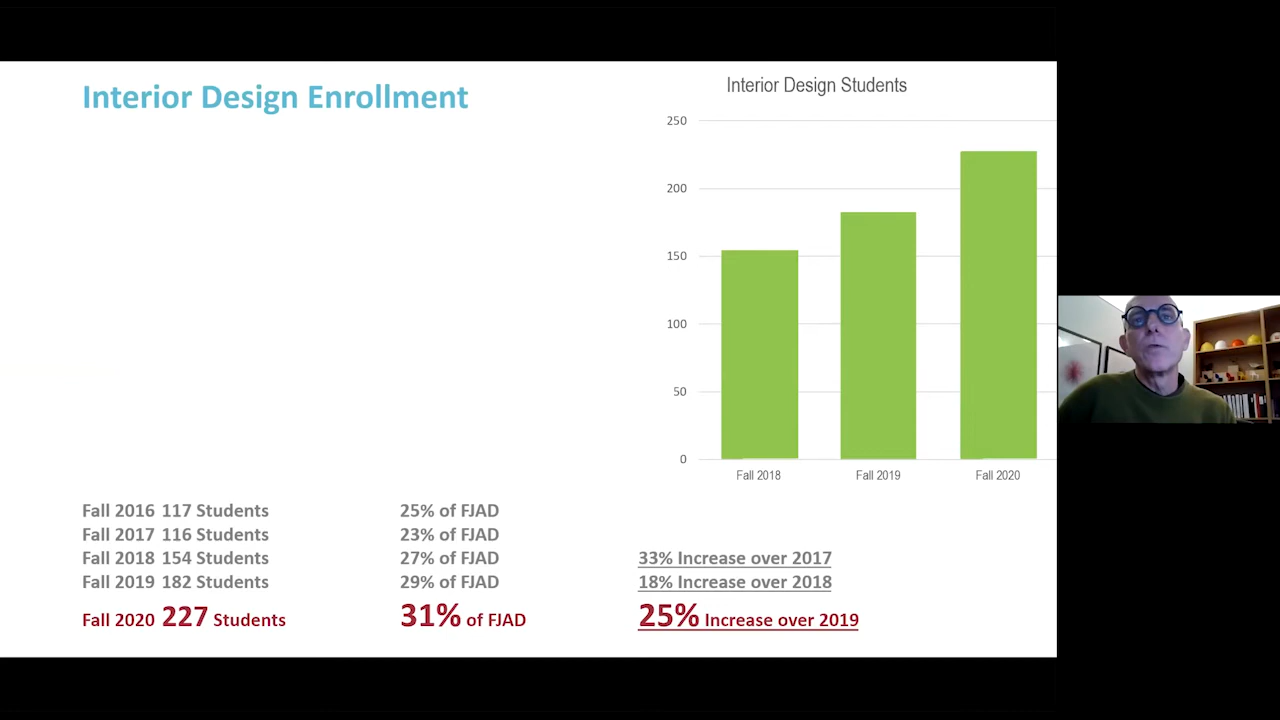 Interior Design Enrollment
Interior Design Students
250
200
150
100
50
0
Fall 2018 Fall 2019 Fall 2020
Fall 2016 117 Students 25% of FJAD
Fall 2017 116 Students 23% of FJAD
Fall 2018 154 Students 27% of FJAD 33% Increase over 2017
Fall 2019 182 Students 29% of FJAD 18% Increase over 2018
Fall 2020 227 Students 31% of FJAD 25% Increase over 2019